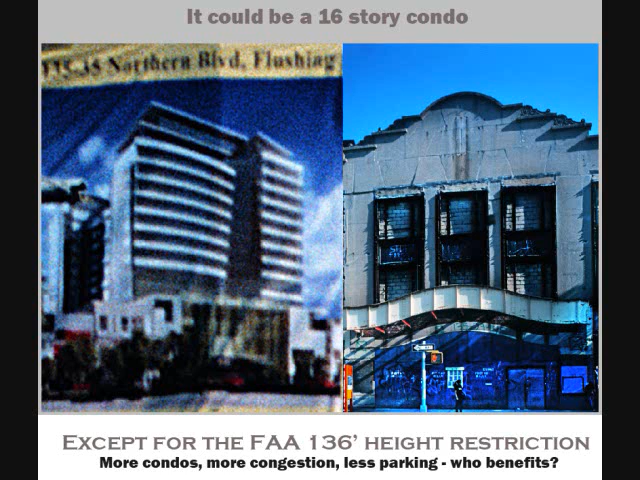 It could be a 16 story condo
Northern Blvd, Flushing
EXCEPT FOR THE FAA 136' HEIGHT RESTRICTION
More condos, more congestion, less parking - who benefits?